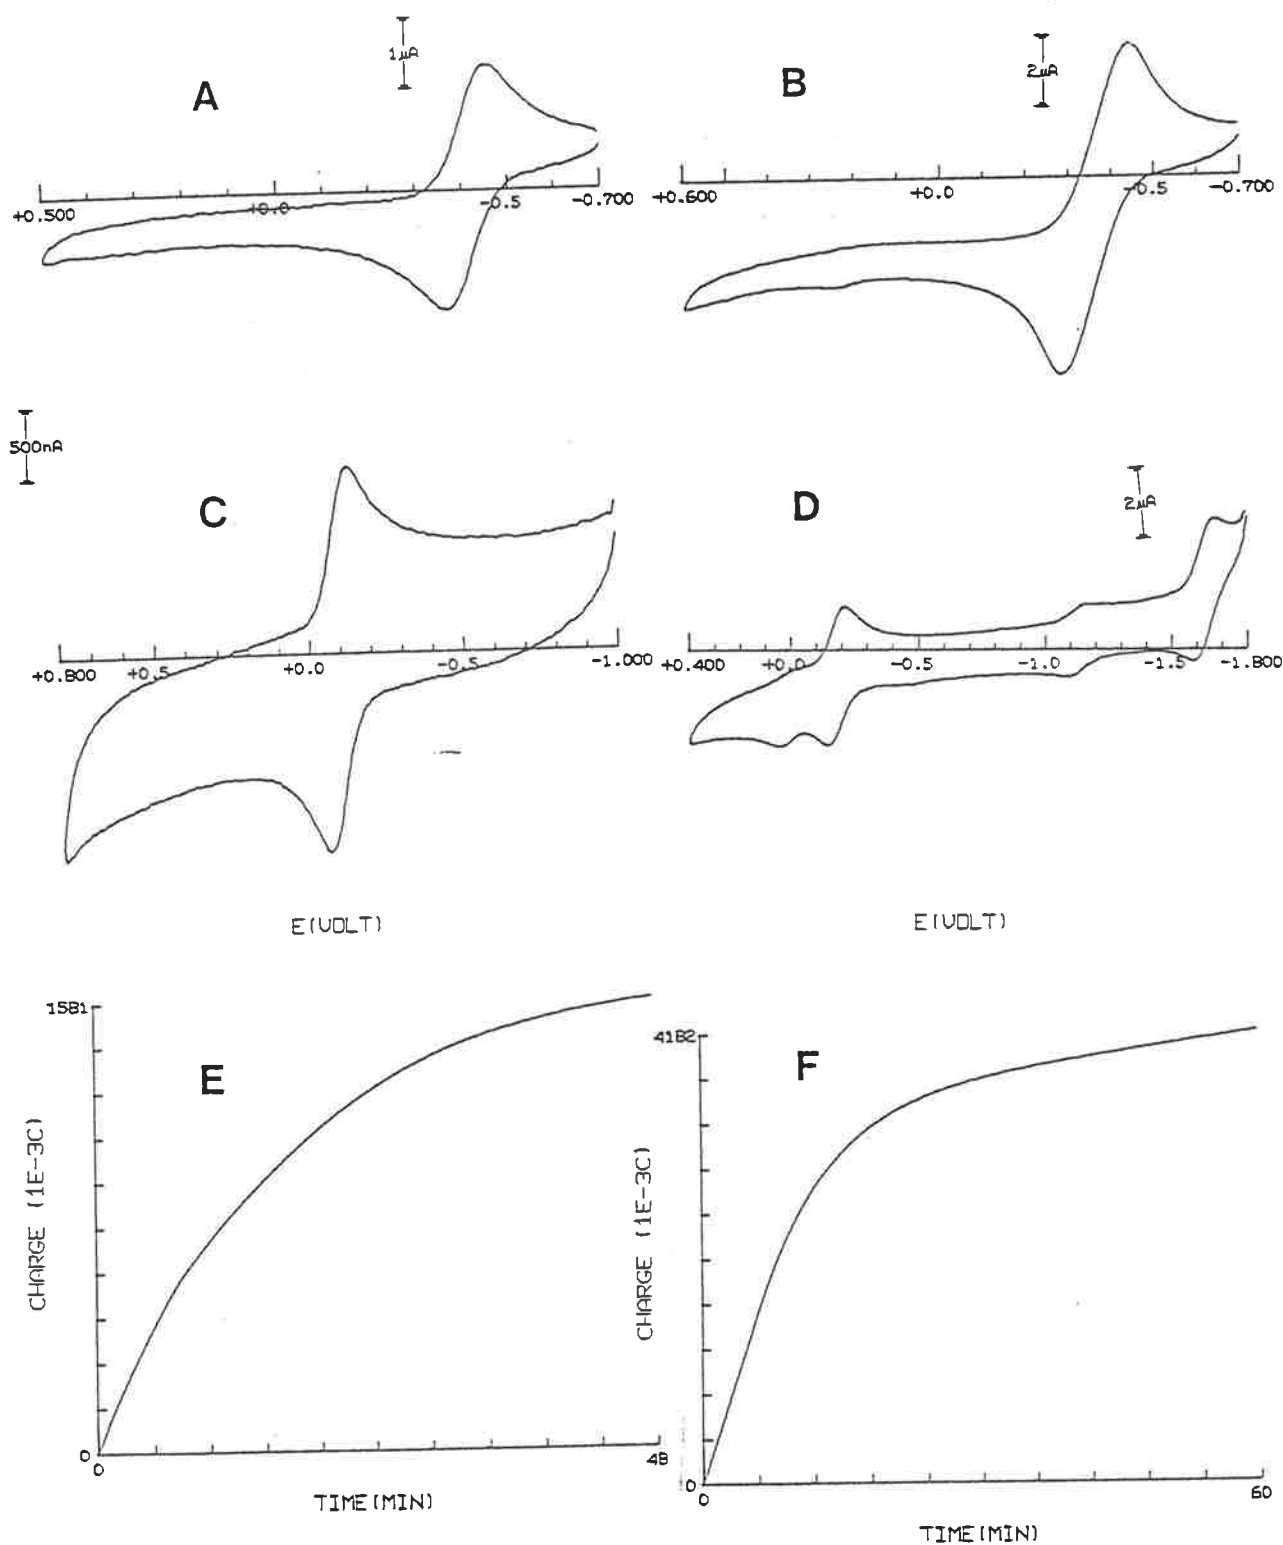 1µA
A
+0.500 +0.0 -0.5 -0.700
2µA
B
+0.600 +0.0 -0.5 -0.700
500nA
C
+0.800 +0.5 +0.0 -0.5 -1.000
E(VOLT)
2µA
D
+0.400 +0.0 -0.5 -1.0 -1.5 -1.800
E(VOLT)
1581
E
CHARGE (1E-3C)
0
0 48
TIME(MIN)
4182
F
CHARGE (1E-3C)
0
0 60
TIME(MIN)